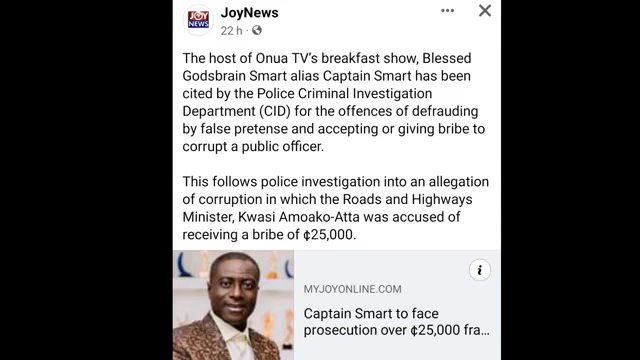 JOY
NEWS
JoyNews
22 h ·
The host of Onua TV's breakfast show, Blessed
Godsbrain Smart alias Captain Smart has been
cited by the Police Criminal Investigation
Department (CID) for the offences of defrauding
by false pretense and accepting or giving bribe to
corrupt a public officer.
This follows police investigation into an allegation
of corruption in which the Roads and Highways
Minister, Kwasi Amoako-Atta was accused of
receiving a bribe of ¢25,000.
MYJOYONLINE.COM
Captain Smart to face
prosecution over ¢25,000 fra...